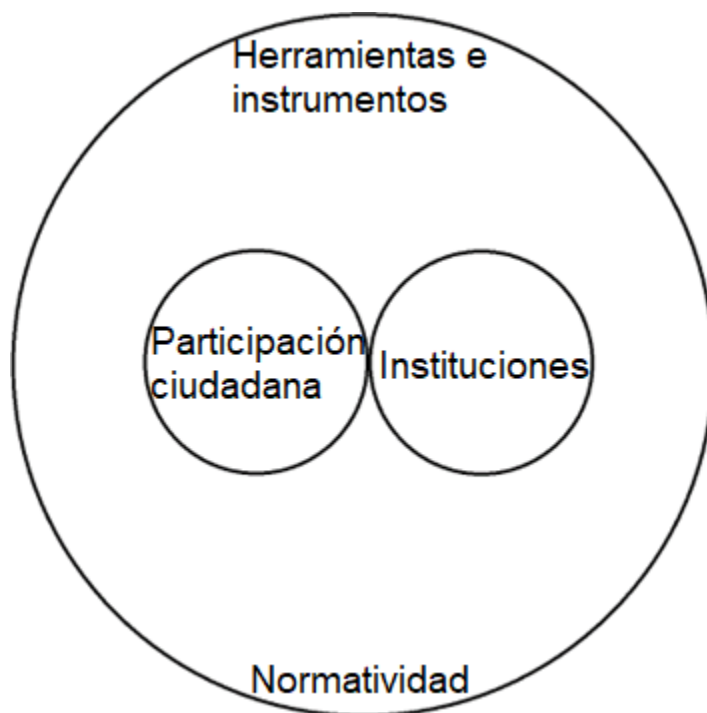 Herramientas e
instrumentos
Participación
ciudadana
Instituciones
Normatividad